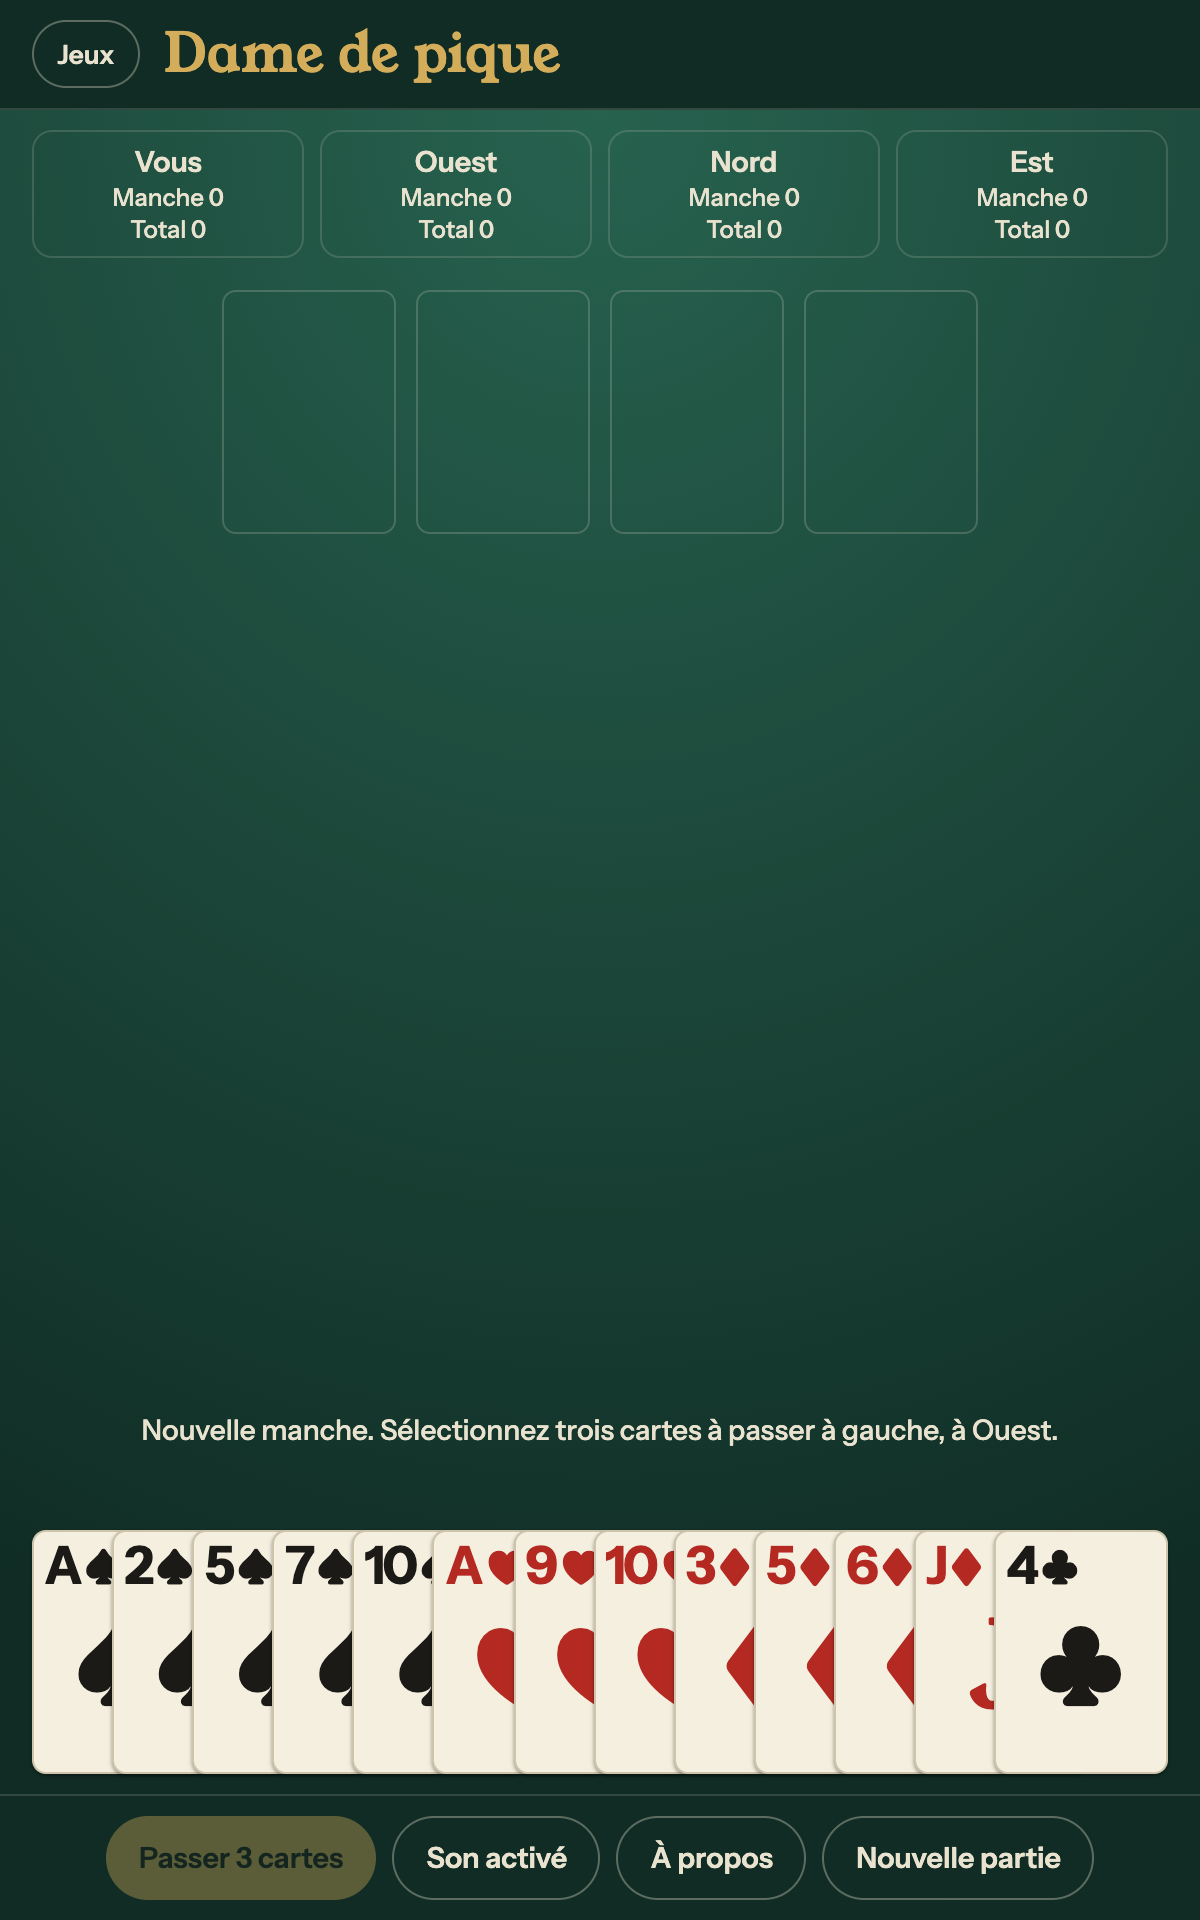 Jeux
Dame de pique
Vous
Manche 0
Total 0
Ouest
Manche 0
Total 0
Nord
Manche 0
Total 0
Est
Manche 0
Total 0
Nouvelle manche. Sélectionnez trois cartes à passer à gauche, à Ouest.
A♠ 2♠ 5♠ 7♠ 10♠ A♥ 9♥ 10♥ 3♦ 5♦ 6♦ J♦ 4♣
J
Passer 3 cartes
Son activé
À propos
Nouvelle partie